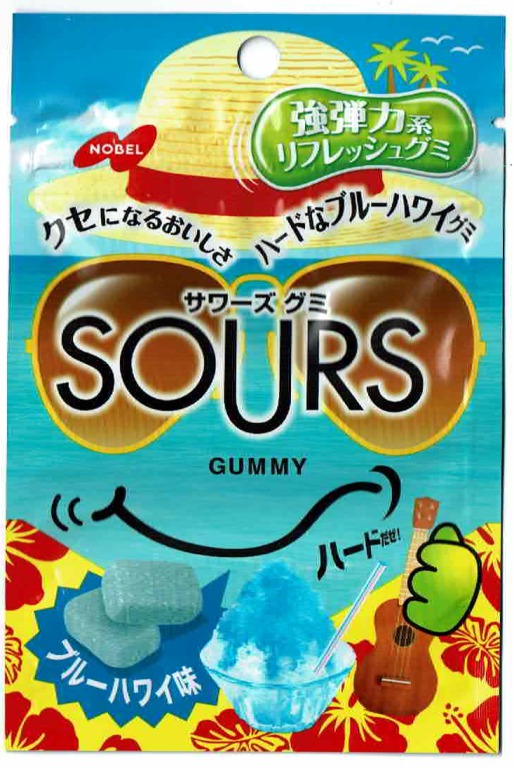 NOBEL
強弾力系
リフレッシュグミ
クセになるおいしさ
ハードなブルーハワイグミ
サワーズ グミ
SOURS
GUMMY
ハードだぜ!
ブルーハワイ味